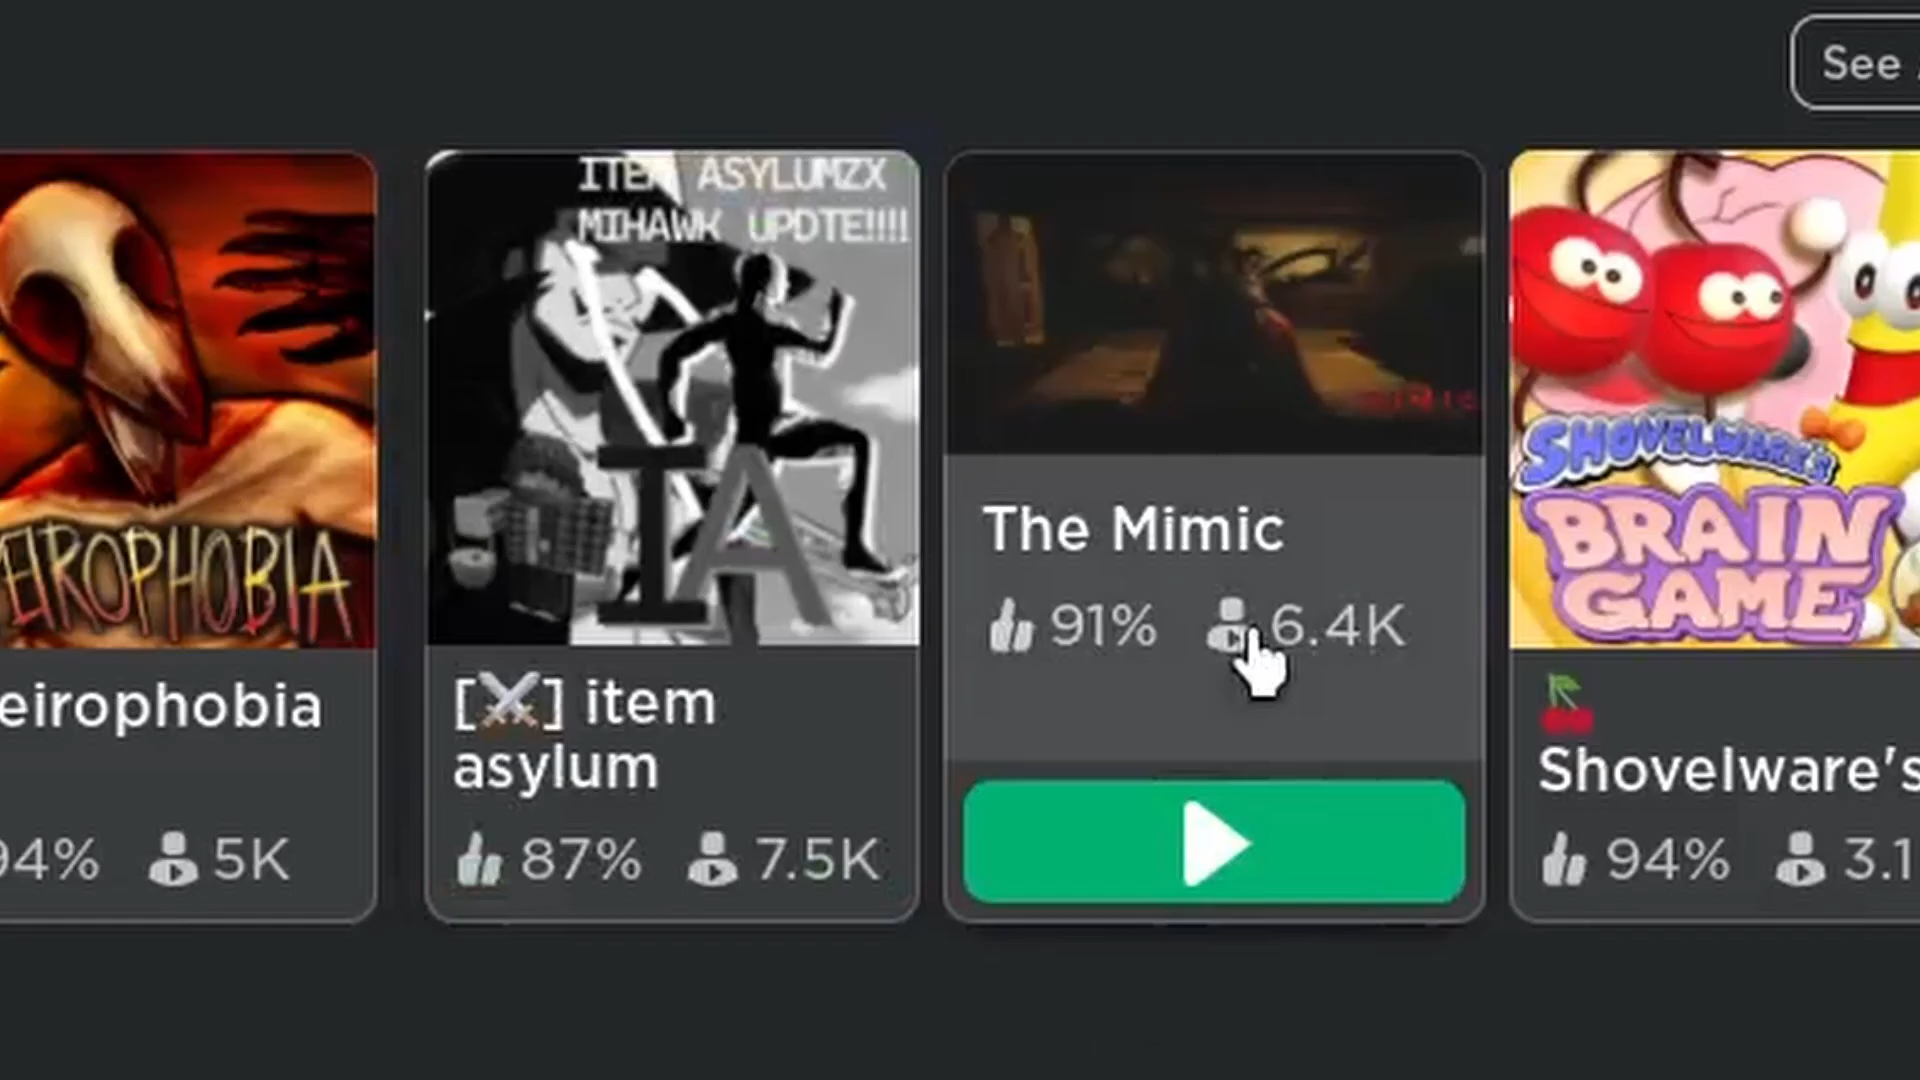 See
ITEM ASYLUMZX
MIHAWK UPDTE!!!!
EIROPHOBIA
IA
SHOVELWARE'S
BRAIN
GAME
eirophobia
94%
5K
[⚔] item
asylum
87%
7.5K
The Mimic
91%
6.4K
🍒
Shovelware's
94%
3.1